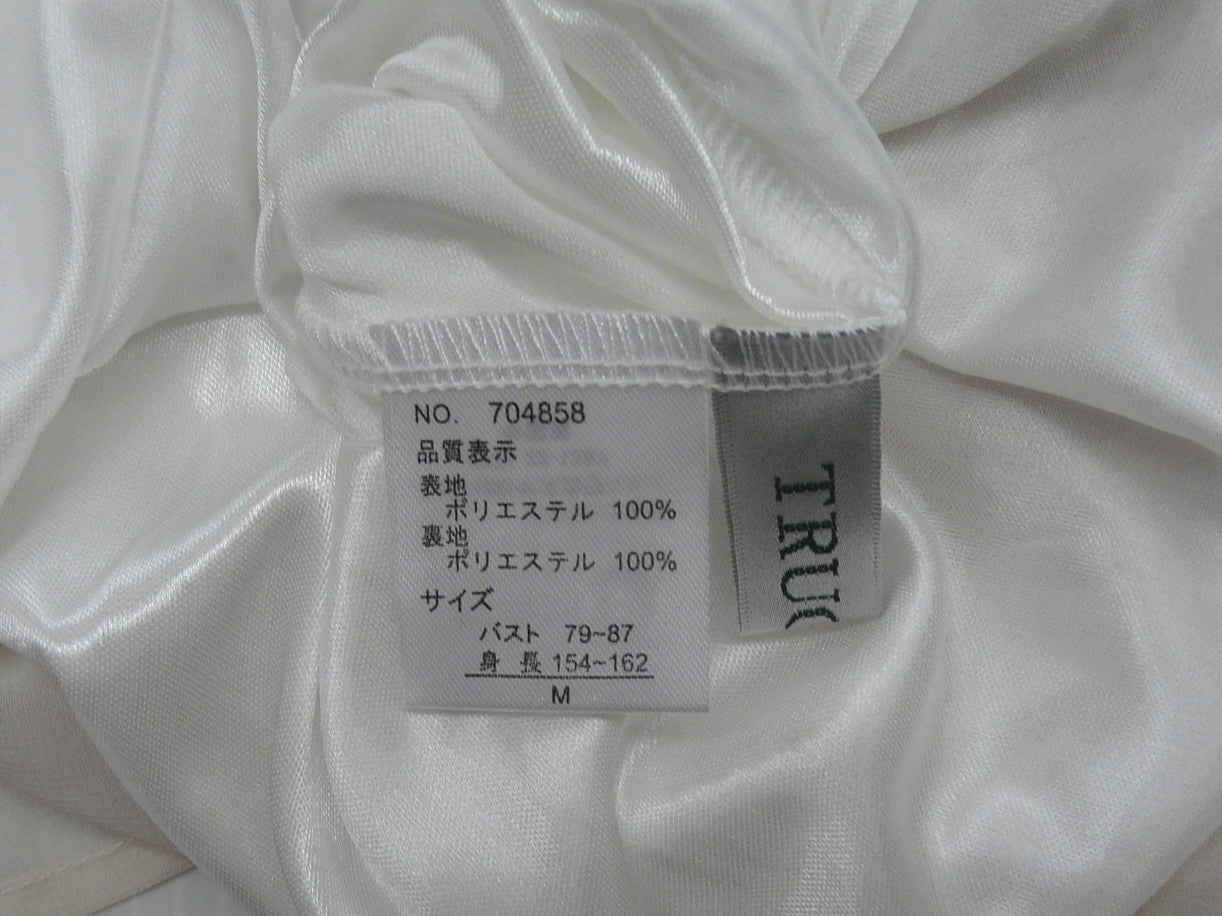 NO. 704858
品質表示
表地
ポリエステル 100%
裏地
ポリエステル 100%
サイズ
バスト 79~87
身長 154~162
M